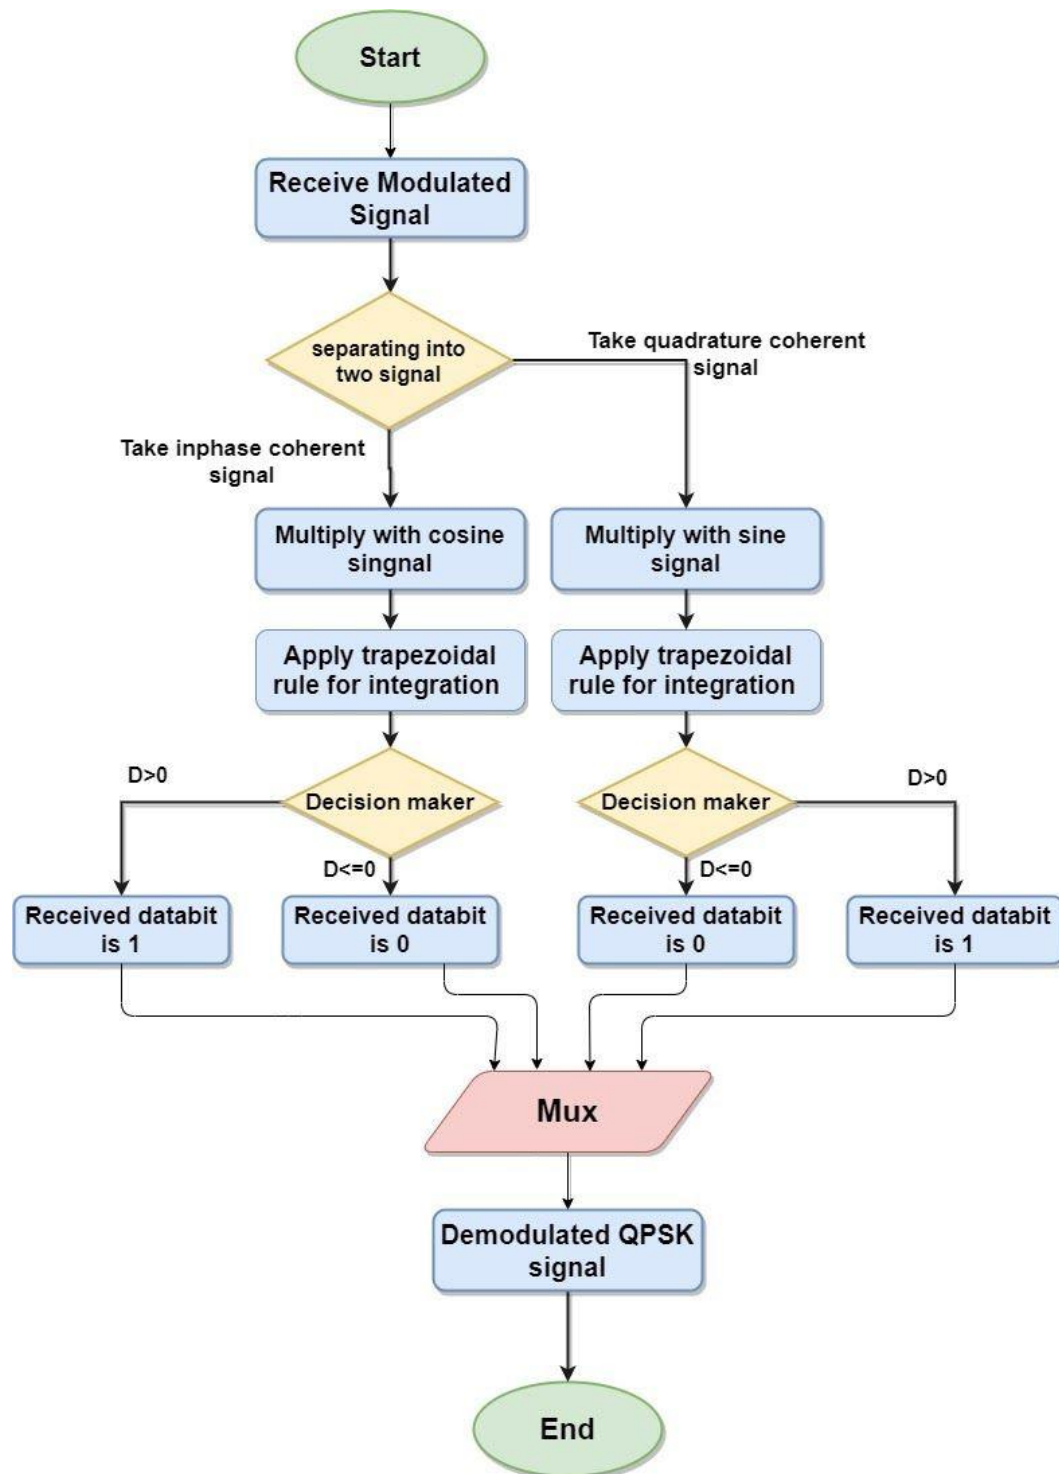 Start
Receive Modulated
Signal
separating into
two signal
Take quadrature coherent
signal
Take inphase coherent
signal
Multiply with cosine
singnal
Multiply with sine
signal
Apply trapezoidal
rule for integration
Apply trapezoidal
rule for integration
D>0
Decision maker
Decision maker
D>0
D<=0
D<=0
Received databit
is 1
Received databit
is 0
Received databit
is 0
Received databit
is 1
Mux
Demodulated QPSK
signal
End